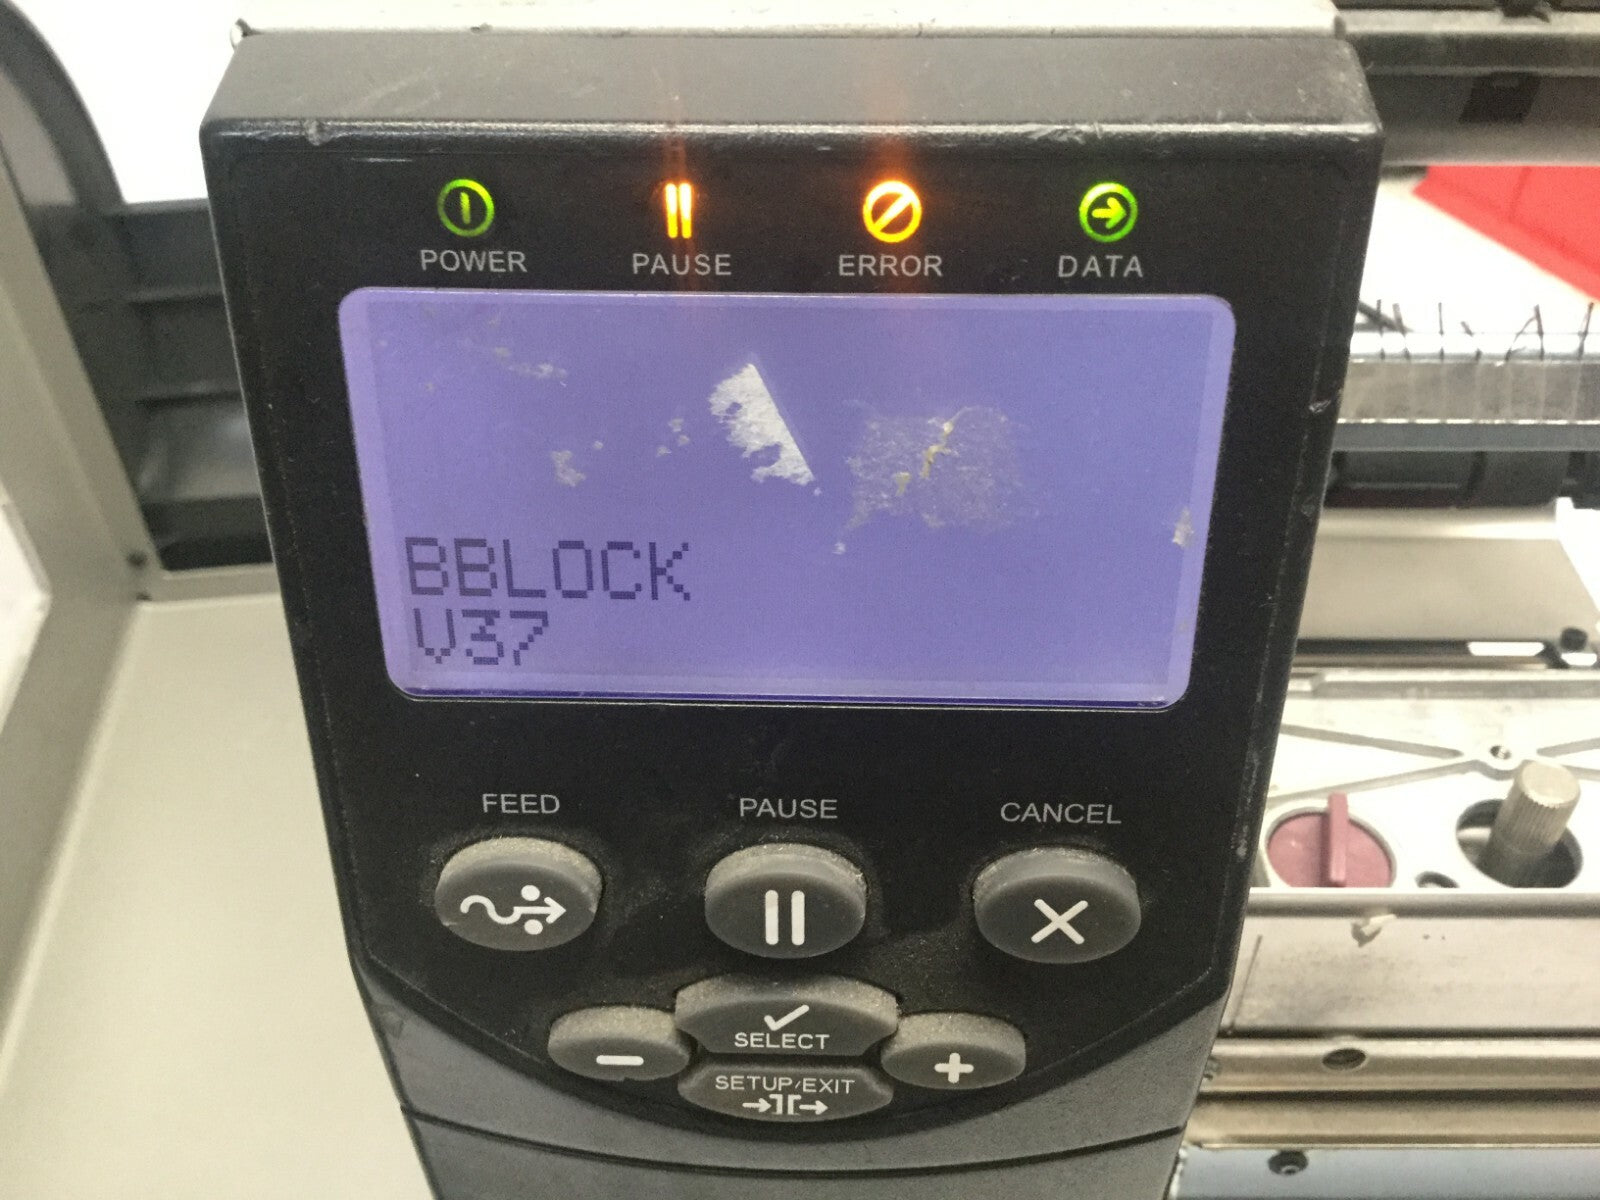 POWER PAUSE ERROR DATA
BBLOCK
V37
FEED PAUSE CANCEL
SELECT
- +
SETUP/EXIT